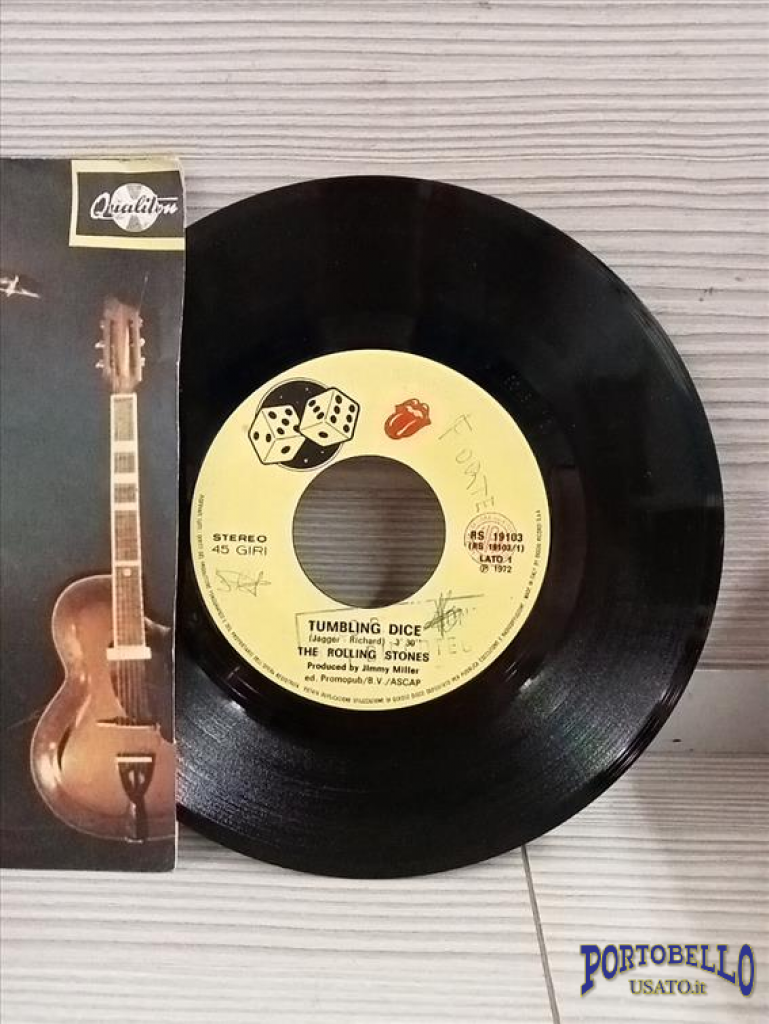 Qualiton
FORTE
STEREO
45 GIRI
RS 19103
(RS 19103/1)
LATO 1
℗ 1972
TUMBLING DICE
(Jagger - Richard) - 3' 30"
THE ROLLING STONES
Produced by Jimmy Miller
ed. Promopub/B.V./ASCAP
PORTOBELLO
USATO.it